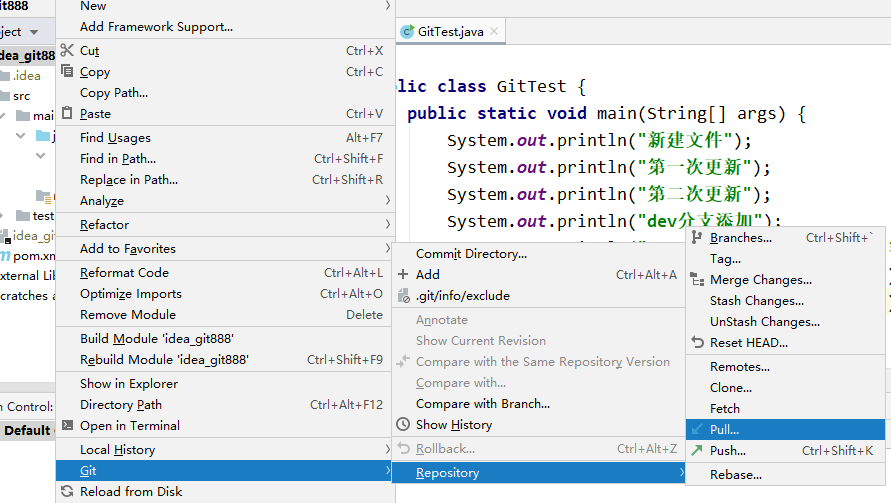 git888
New
Add Framework Support...
Cut Ctrl+X
Copy Ctrl+C
Copy Path...
Paste Ctrl+V
Find Usages Alt+F7
Find in Path... Ctrl+Shift+F
Replace in Path... Ctrl+Shift+R
Analyze
Refactor
Add to Favorites
Reformat Code Ctrl+Alt+L
Optimize Imports Ctrl+Alt+O
Remove Module Delete
Build Module 'idea_git888'
Rebuild Module 'idea_git888' Ctrl+Shift+F9
Show in Explorer
Directory Path Ctrl+Alt+F12
Open in Terminal
Local History
Git
Reload from Disk
ject
dea_git88
.idea
src
mai
j
test
idea_gi
pom.xm
xternal Lib
cratches a
n Control:
Default
GitTest.java
lic class GitTest {
public static void main(String[] args) {
System.out.println("新建文件");
System.out.println("第一次更新");
System.out.println("第二次更新");
System.out.println("dev分支添加");
Commit Directory...
Add Ctrl+Alt+A
.git/info/exclude
Annotate
Show Current Revision
Compare with the Same Repository Version
Compare with...
Compare with Branch...
Show History
Rollback... Ctrl+Alt+Z
Repository
Branches... Ctrl+Shift+`
Tag...
Merge Changes...
Stash Changes...
UnStash Changes...
Reset HEAD...
Remotes...
Clone...
Fetch
Pull...
Push... Ctrl+Shift+K
Rebase...